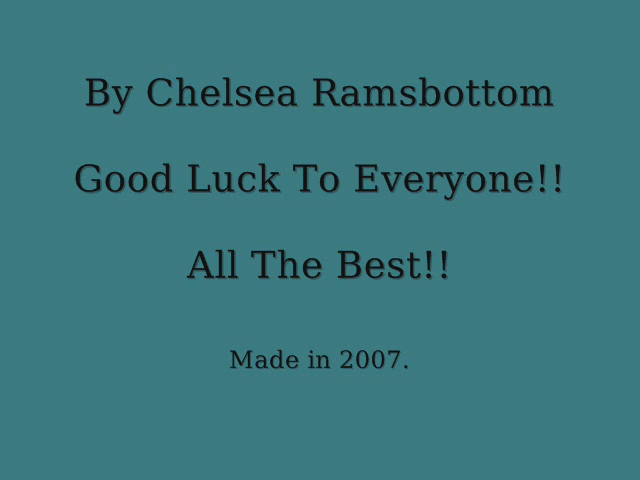 By Chelsea Ramsbottom
Good Luck To Everyone!!
All The Best!!
Made in 2007.